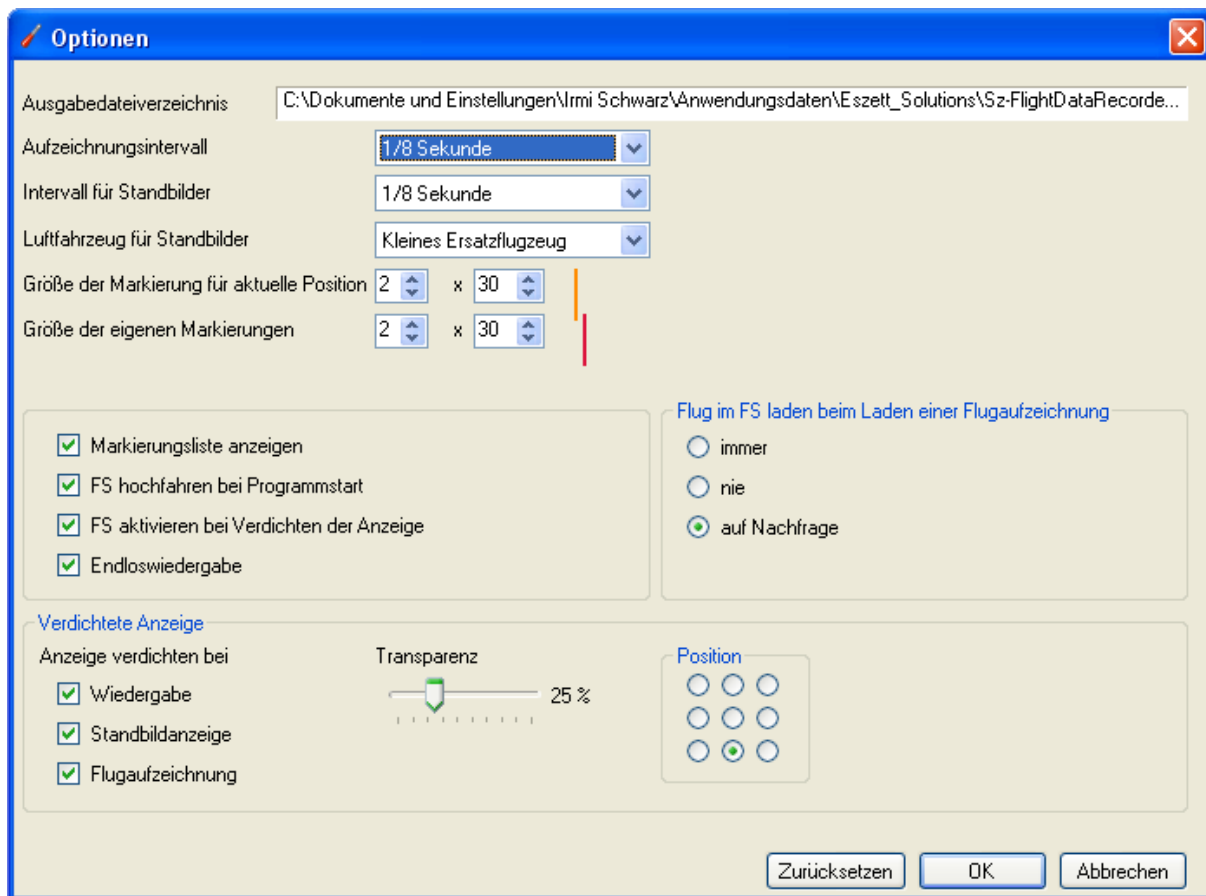 Optionen
Ausgabedateiverzeichnis C:\Dokumente und Einstellungen\Irmi Schwarz\Anwendungsdaten\Eszett_Solutions\Sz-FlightDataRecorde...
Aufzeichnungsintervall 1/8 Sekunde
Intervall für Standbilder 1/8 Sekunde
Luftfahrzeug für Standbilder Kleines Ersatzflugzeug
Größe der Markierung für aktuelle Position 2 x 30
Größe der eigenen Markierungen 2 x 30
Markierungsliste anzeigen
FS hochfahren bei Programmstart
FS aktivieren bei Verdichten der Anzeige
Endloswiedergabe
Flug im FS laden beim Laden einer Flugaufzeichnung
immer
nie
auf Nachfrage
Verdichtete Anzeige
Anzeige verdichten bei
Wiedergabe
Standbildanzeige
Flugaufzeichnung
Transparenz
25 %
Position
Zurücksetzen OK Abbrechen